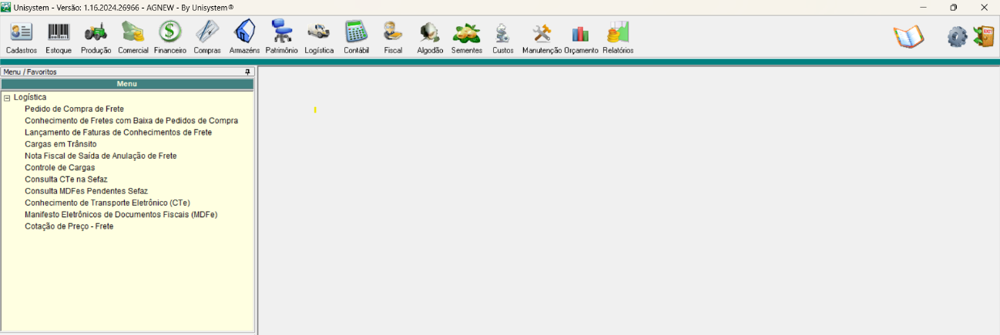 Unisystem - Versão: 1.16.2024.26966 - AGNEW - By Unisystem®
Cadastros Estoque Produção Comercial Financeiro Compras Armazéns Patrimônio Logística Contábil Fiscal Algodão Sementes Custos Manutenção Orçamento Relatórios
EXIT
Menu / Favoritos
Menu
Logística
Pedido de Compra de Frete
Conhecimento de Fretes com Baixa de Pedidos de Compra
Lançamento de Faturas de Conhecimentos de Frete
Cargas em Trânsito
Nota Fiscal de Saída de Anulação de Frete
Controle de Cargas
Consulta CTe na Sefaz
Consulta MDFes Pendentes Sefaz
Conhecimento de Transporte Eletrônico (CTe)
Manifesto Eletrônicos de Documentos Fiscais (MDFe)
Cotação de Preço - Frete